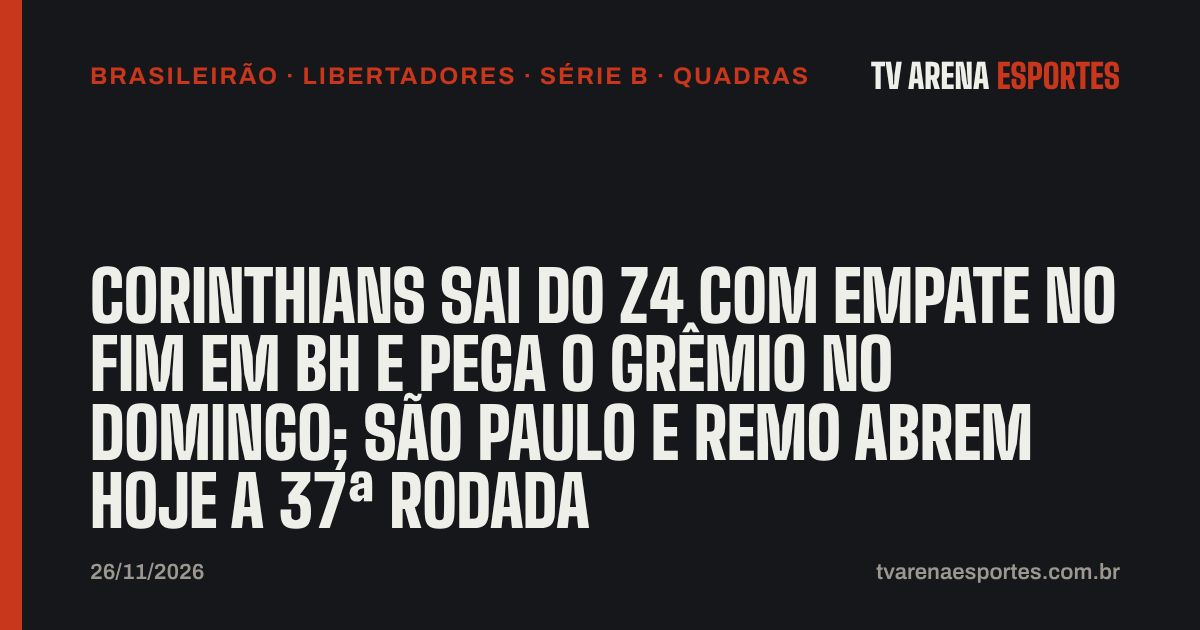 BRASILEIRÃO · LIBERTADORES · SÉRIE B · QUADRAS
TV ARENA ESPORTES
CORINTHIANS SAI DO Z4 COM EMPATE NO
FIM EM BH E PEGA O GRÊMIO NO
DOMINGO; SÃO PAULO E REMO ABREM
HOJE A 37ª RODADA
26/11/2026
tvarenaesportes.com.br